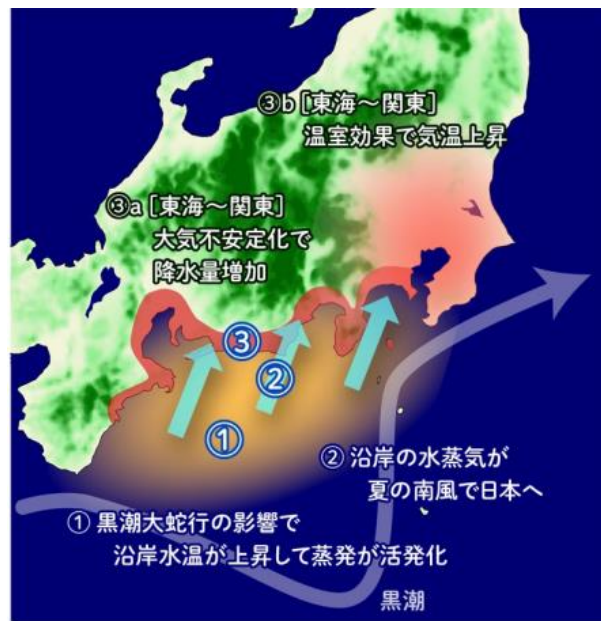 ③b [東海～関東]
温室効果で気温上昇
③a [東海～関東]
大気不安定化で
降水量増加
③
②
①
② 沿岸の水蒸気が
夏の南風で日本へ
① 黒潮大蛇行の影響で
沿岸水温が上昇して蒸発が活発化
黒潮